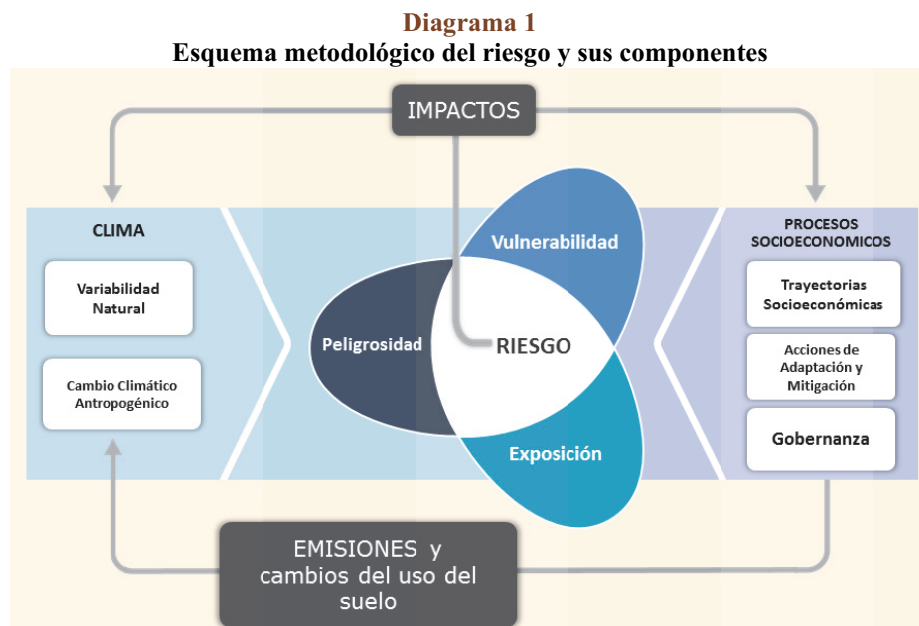 Diagrama 1
Esquema metodológico del riesgo y sus componentes
IMPACTOS
CLIMA
Variabilidad
Natural
Cambio Climático
Antropogénico
Vulnerabilidad
Peligrosidad
RIESGO
Exposición
PROCESOS
SOCIOECONOMICOS
Trayectorias
Socioeconómicas
Acciones de
Adaptación y
Mitigación
Gobernanza
EMISIONES y
cambios del uso del
suelo